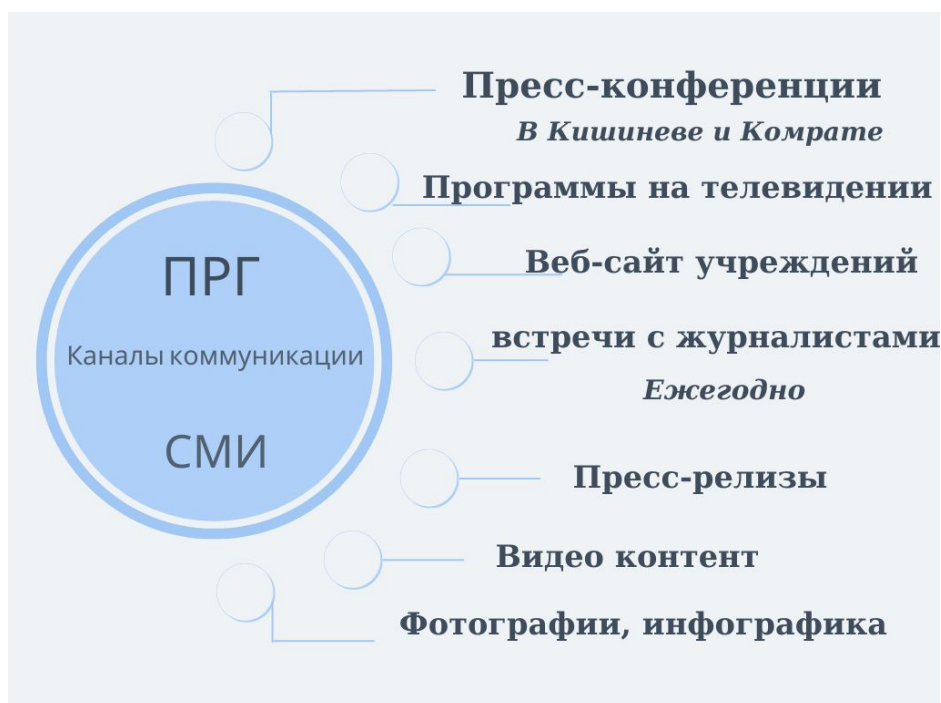 ПРГ
Каналы коммуникации
СМИ
Пресс-конференции
В Кишиневе и Комрате
Программы на телевидении
Веб-сайт учреждений
встречи с журналистами
Ежегодно
Пресс-релизы
Видео контент
Фотографии, инфографика